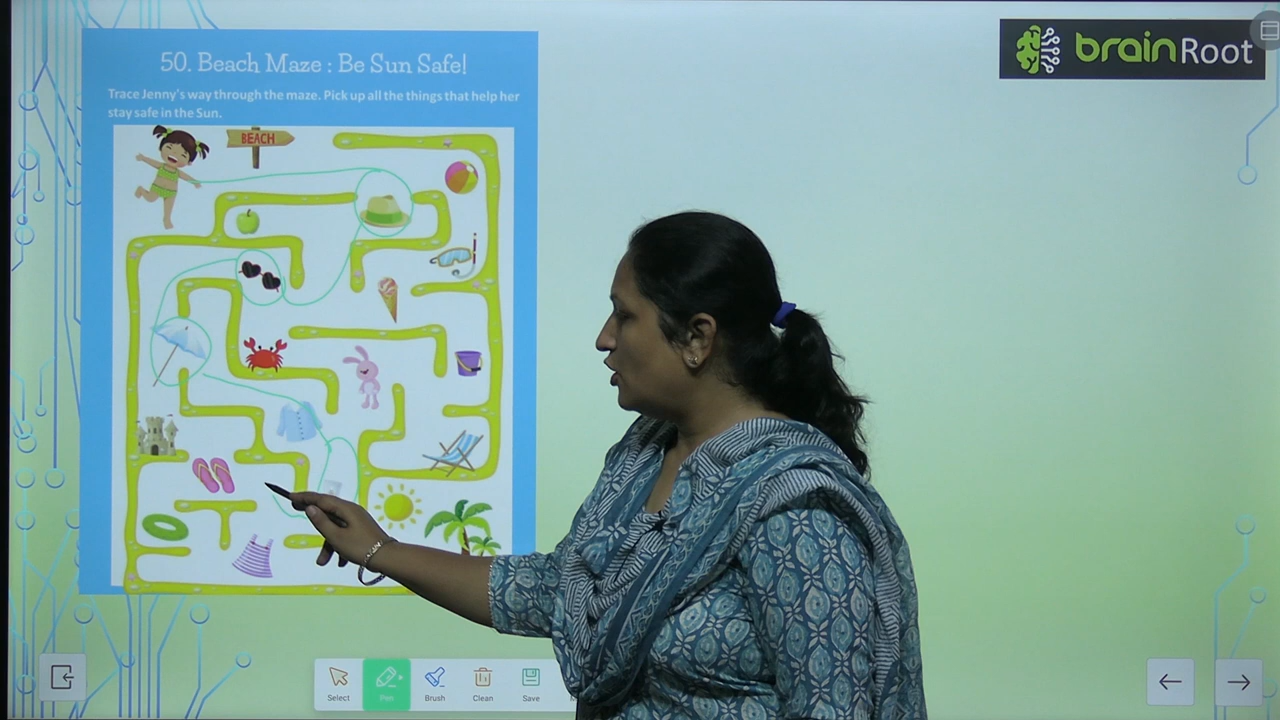 50. Beach Maze : Be Sun Safe!
Trace Jenny's way through the maze. Pick up all the things that help her
stay safe in the Sun.
BEACH
brainRoot
Select
Pen
Brush
Clean
Save